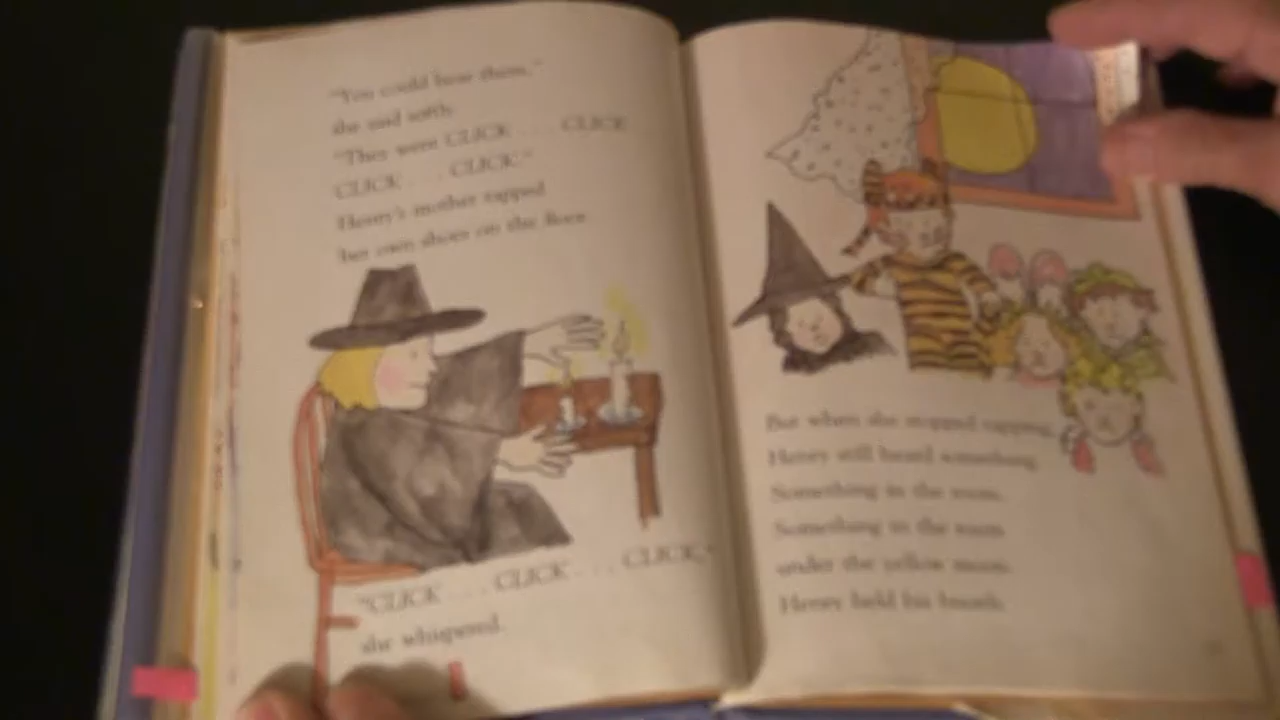 "You could hear them,"
she said softly.
"They went CLICK . . . CLICK
CLICK . . . CLICK."
Henry's mother tapped
her own shoes on the floor.
"CLICK . . . CLICK . . . CLICK,"
she whispered.
But when she stopped tapping,
Henry still heard something.
Something in the room.
Something in the room
under the yellow moon.
Henry held his breath.